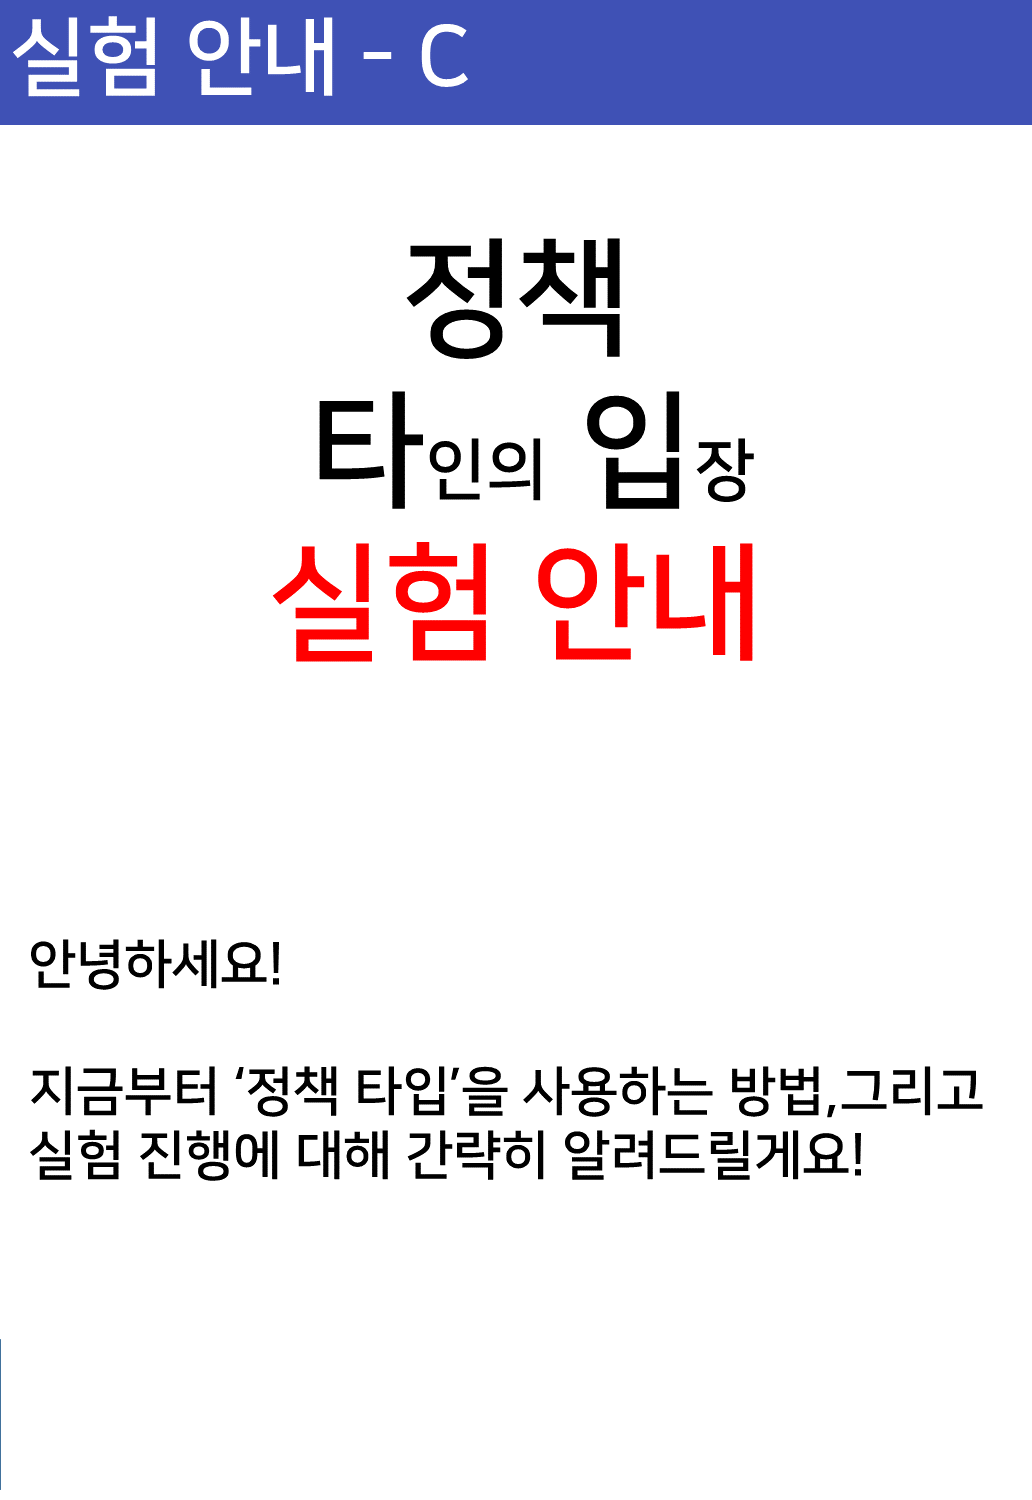 실험 안내 - C
정책
타인의 입장
실험 안내
안녕하세요!
지금부터 ‘정책 타입’을 사용하는 방법,그리고
실험 진행에 대해 간략히 알려드릴게요!